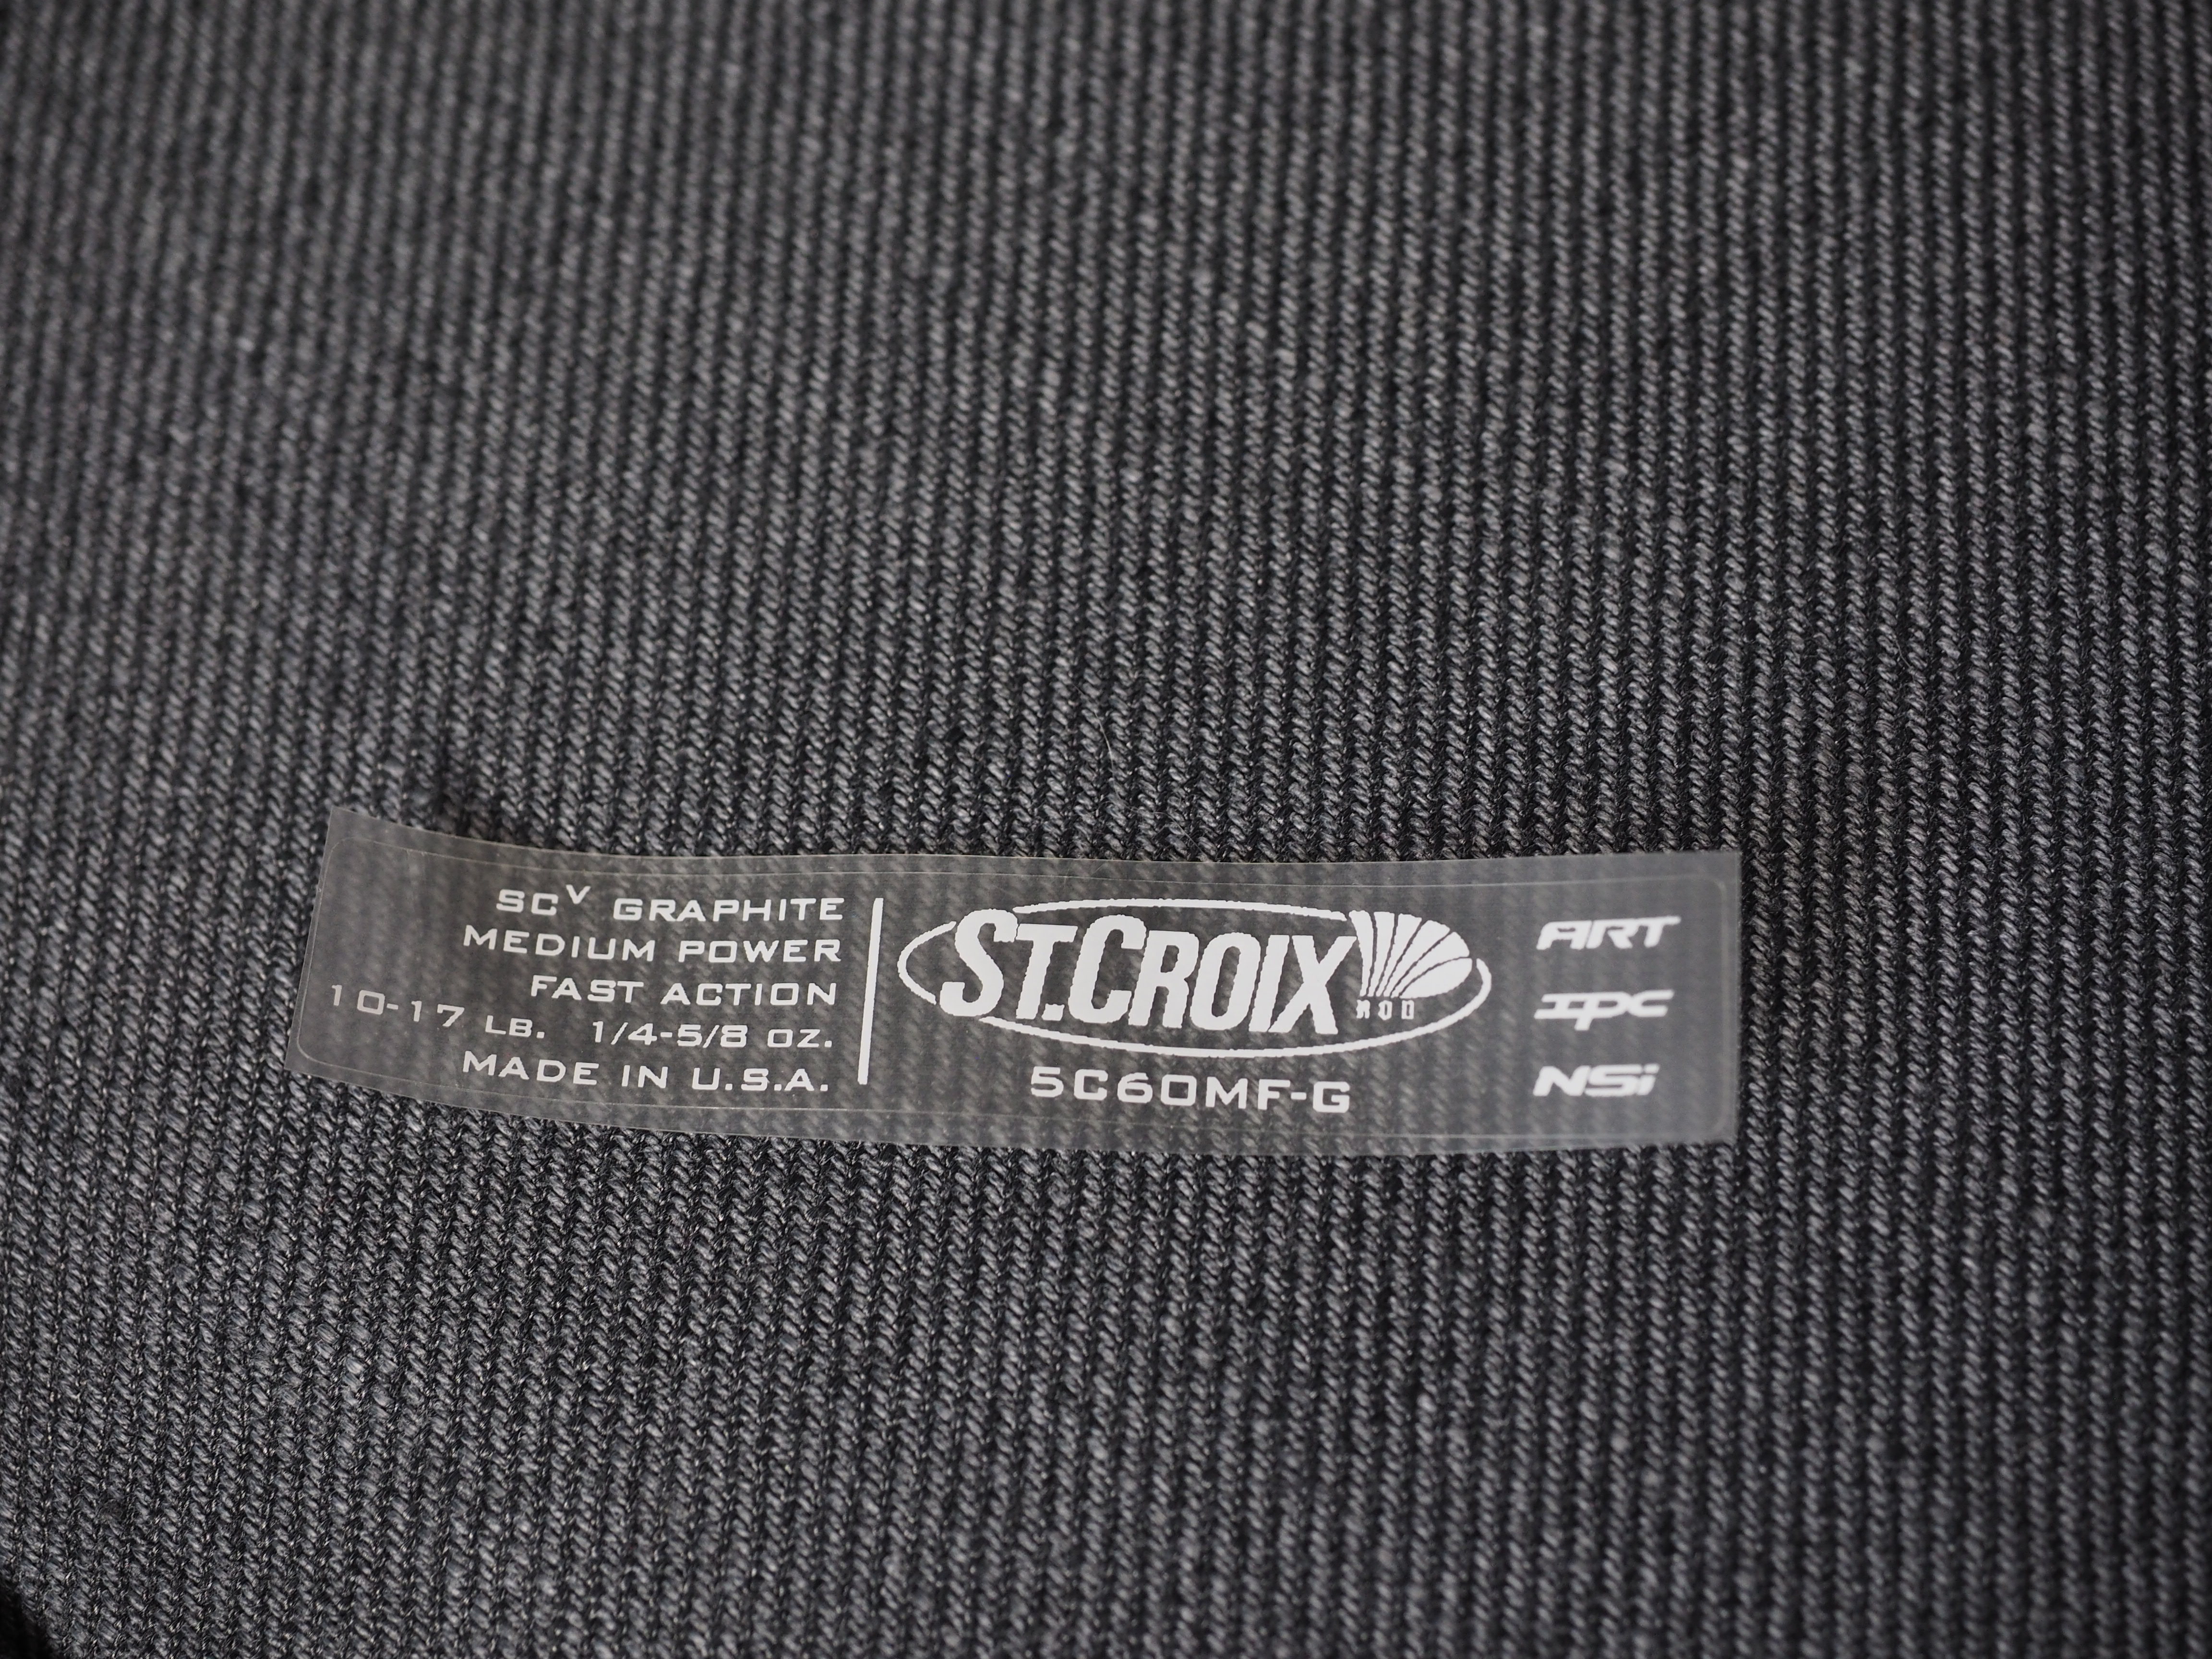 SCⱽ GRAPHITE
MEDIUM POWER
FAST ACTION
10-17 LB. 1/4-5/8 OZ.
MADE IN U.S.A.
ST.CROIX
ROD
5C60MF-G
ART
IPC
NSi